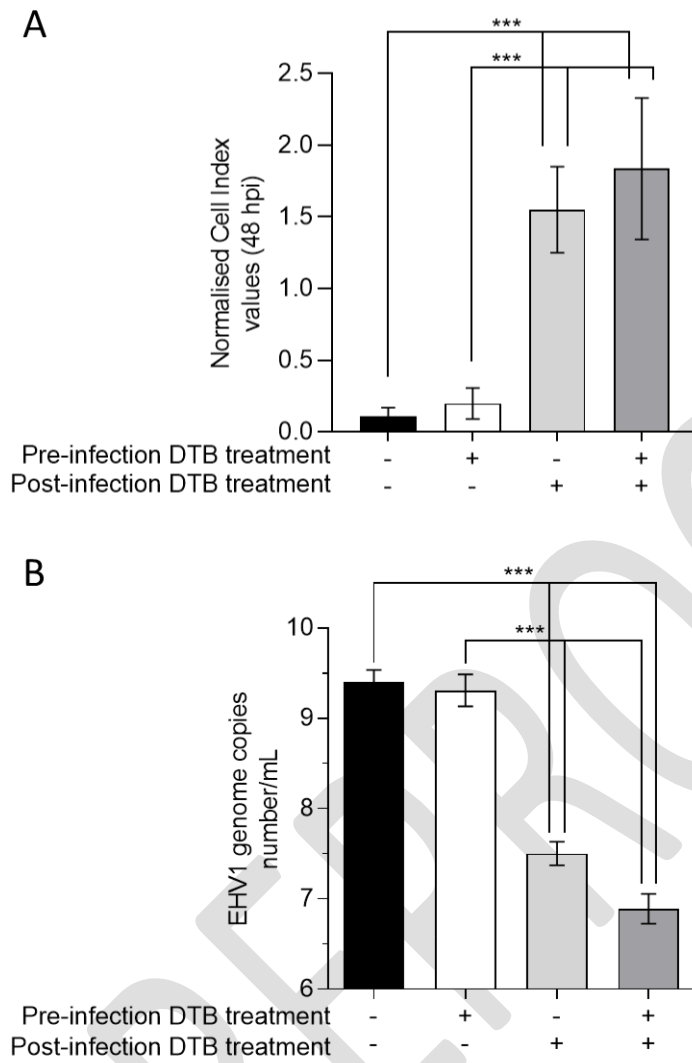 A
***
***
2.5
2.0
1.5
1.0
0.5
0.0
Normalised Cell Index
values (48 hpi)
Pre-infection DTB treatment - + - +
Post-infection DTB treatment - - + +
B
***
***
10
9
8
7
6
EHV1 genome copies
number/mL
Pre-infection DTB treatment - + - +
Post-infection DTB treatment - - + +